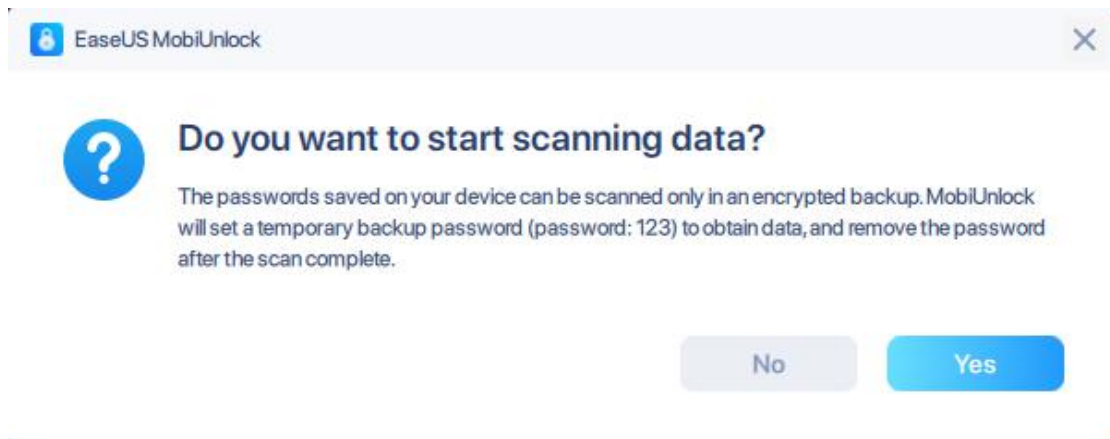 EaseUS MobiUnlock
Do you want to start scanning data?
The passwords saved on your device can be scanned only in an encrypted backup. MobiUnlock
will set a temporary backup password (password: 123) to obtain data, and remove the password
after the scan complete.
No
Yes